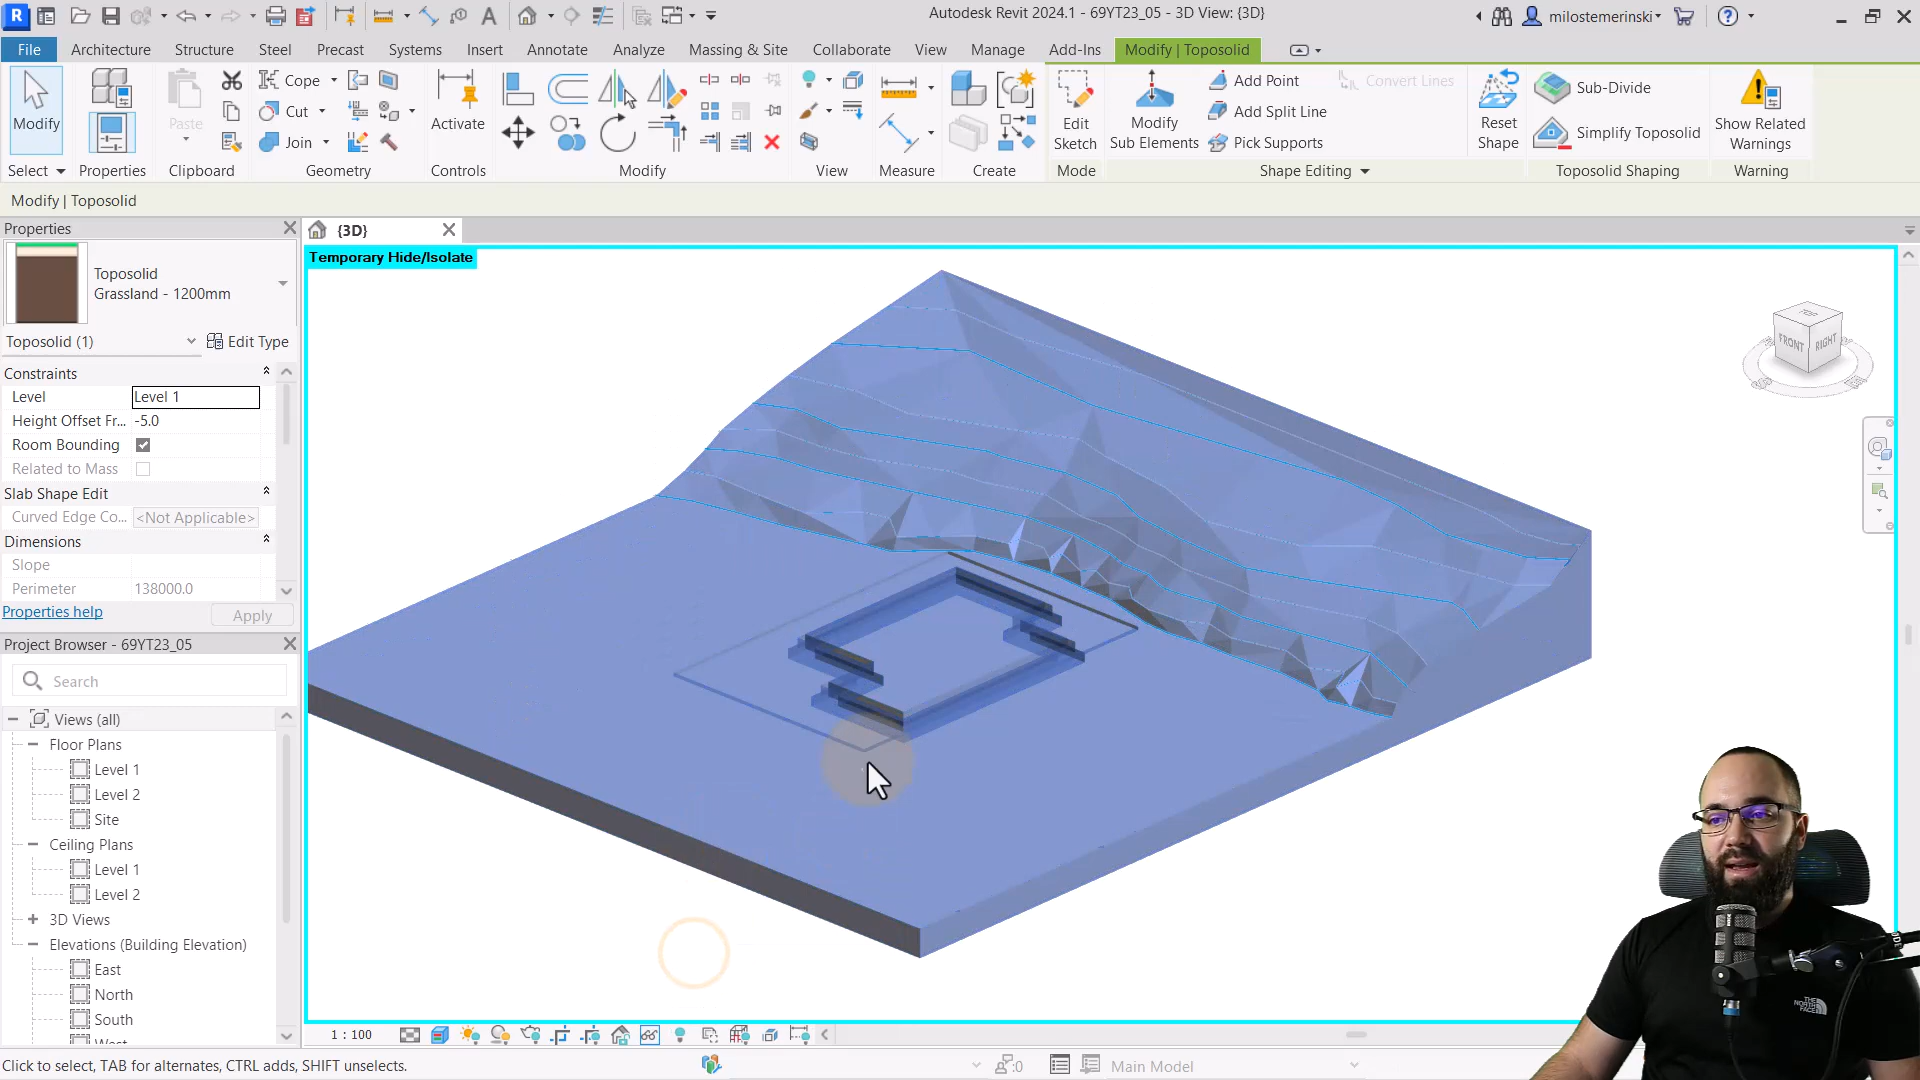 Autodesk Revit 2024.1 - 69YT23_05 - 3D View: {3D}
milostemerinski
File Architecture Structure Steel Precast Systems Insert Annotate Analyze Massing & Site Collaborate View Manage Add-Ins Modify | Toposolid
Modify
Select
Properties
Paste
Clipboard
Cope
Cut
Join
Geometry
Activate
Controls
Modify
View
Measure
Create
Edit
Sketch
Mode
Modify
Sub Elements
Add Point
Add Split Line
Pick Supports
Convert Lines
Shape Editing
Reset
Shape
Sub-Divide
Simplify Toposolid
Toposolid Shaping
Show Related
Warnings
Warning
Modify | Toposolid
Properties
Toposolid
Grassland - 1200mm
Toposolid (1)
Edit Type
Constraints
Level Level 1
Height Offset Fr... -5.0
Room Bounding
Related to Mass
Slab Shape Edit
Curved Edge Co... <Not Applicable>
Dimensions
Slope
Perimeter 138000.0
Properties help
Apply
Project Browser - 69YT23_05
Search
Views (all)
Floor Plans
Level 1
Level 2
Site
Ceiling Plans
Level 1
Level 2
3D Views
Elevations (Building Elevation)
East
North
South
West
{3D}
Temporary Hide/Isolate
TOP
FRONT
RIGHT
1 : 100
Click to select, TAB for alternates, CTRL adds, SHIFT unselects.
:0
Main Model
THE
NORTH
FACE